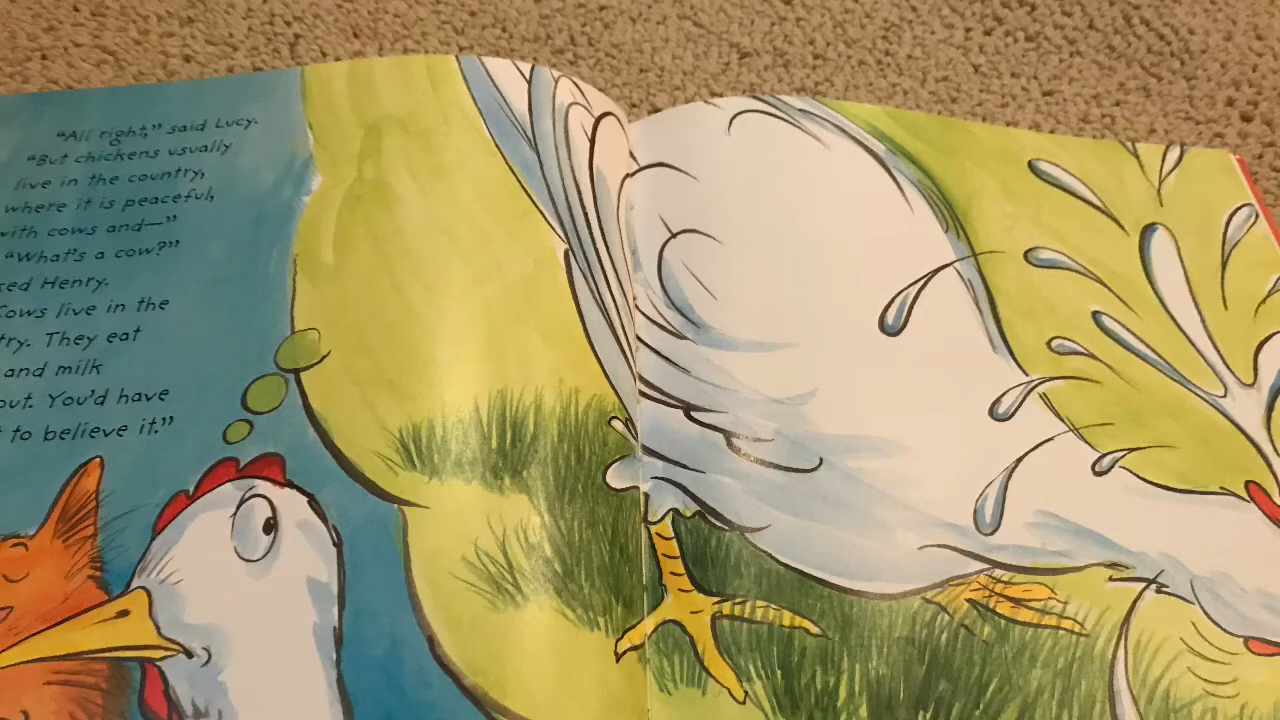 "All right," said Lucy.
"But chickens usually
live in the country,
where it is peaceful,
with cows and—"
"What's a cow?"
Henry.
Cows live in the
They eat
and milk
You'd have
to believe it."